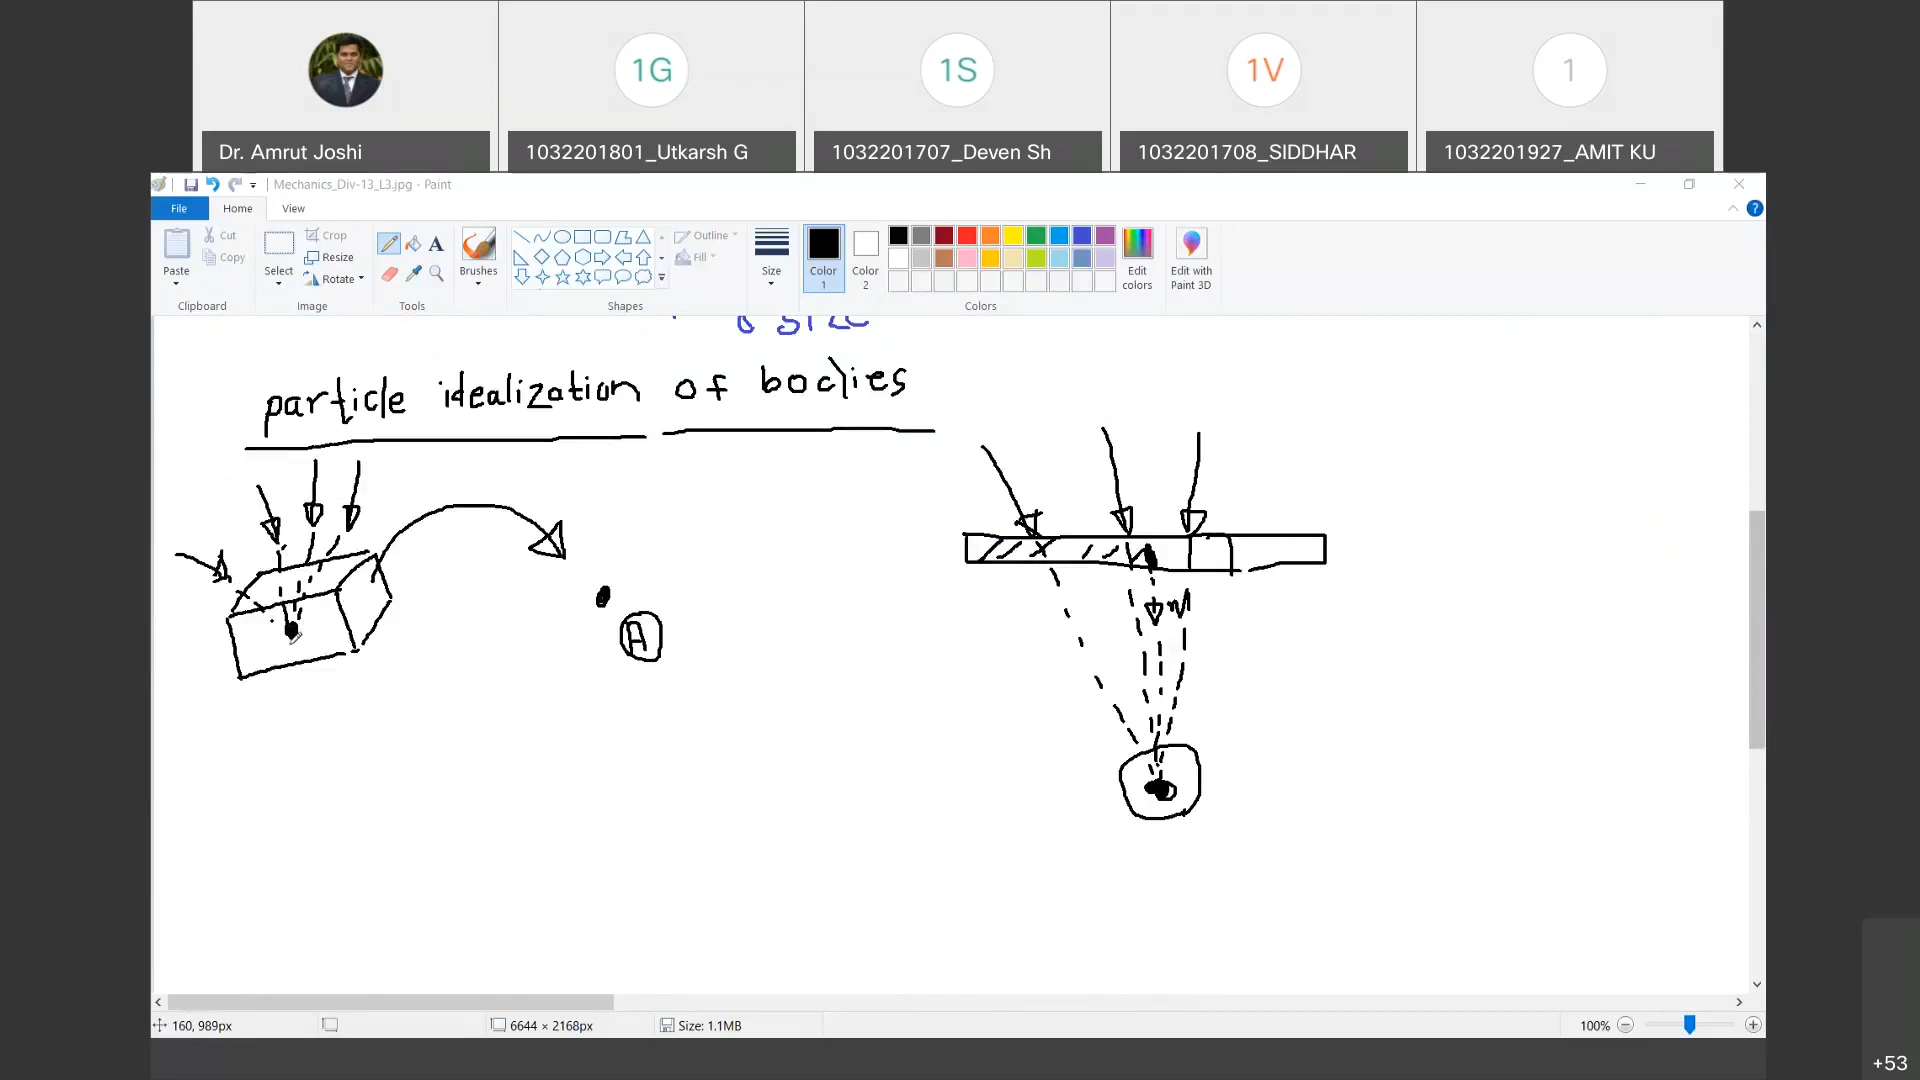 1G
1S
1V
1
Dr. Amrut Joshi
1032201801_Utkarsh G
1032201707_Deven Sh
1032201708_SIDDHAR
1032201927_AMIT KU
Mechanics_Div-13_L3.jpg - Paint
File
Home
View
Paste
Cut
Copy
Clipboard
Select
Crop
Resize
Rotate
Image
A
Tools
Brushes
Shapes
Outline
Fill
Size
Color
1
Color
2
Edit
colors
Colors
Edit with
Paint 3D
size
particle idealization of bodies
A
W
160, 989px
6644 × 2168px
Size: 1.1MB
100%
+53